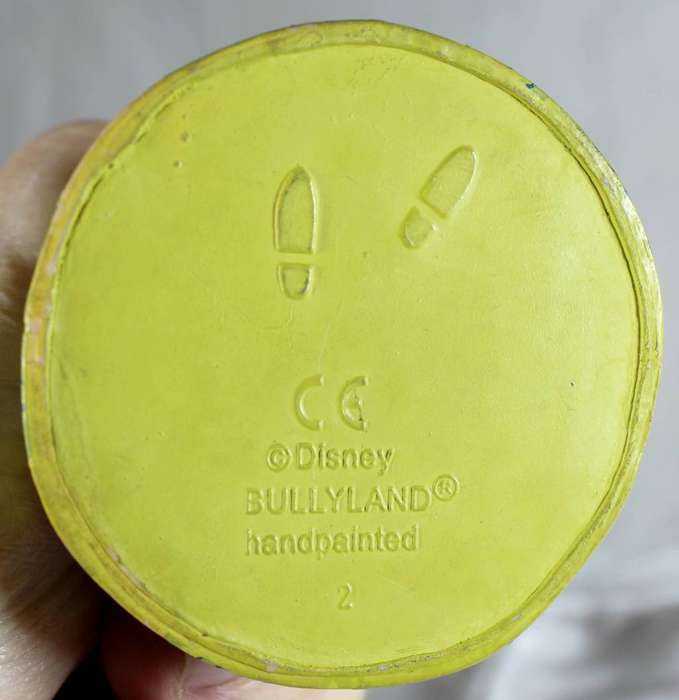 CE
©Disney
BULLYLAND®
handpainted
2